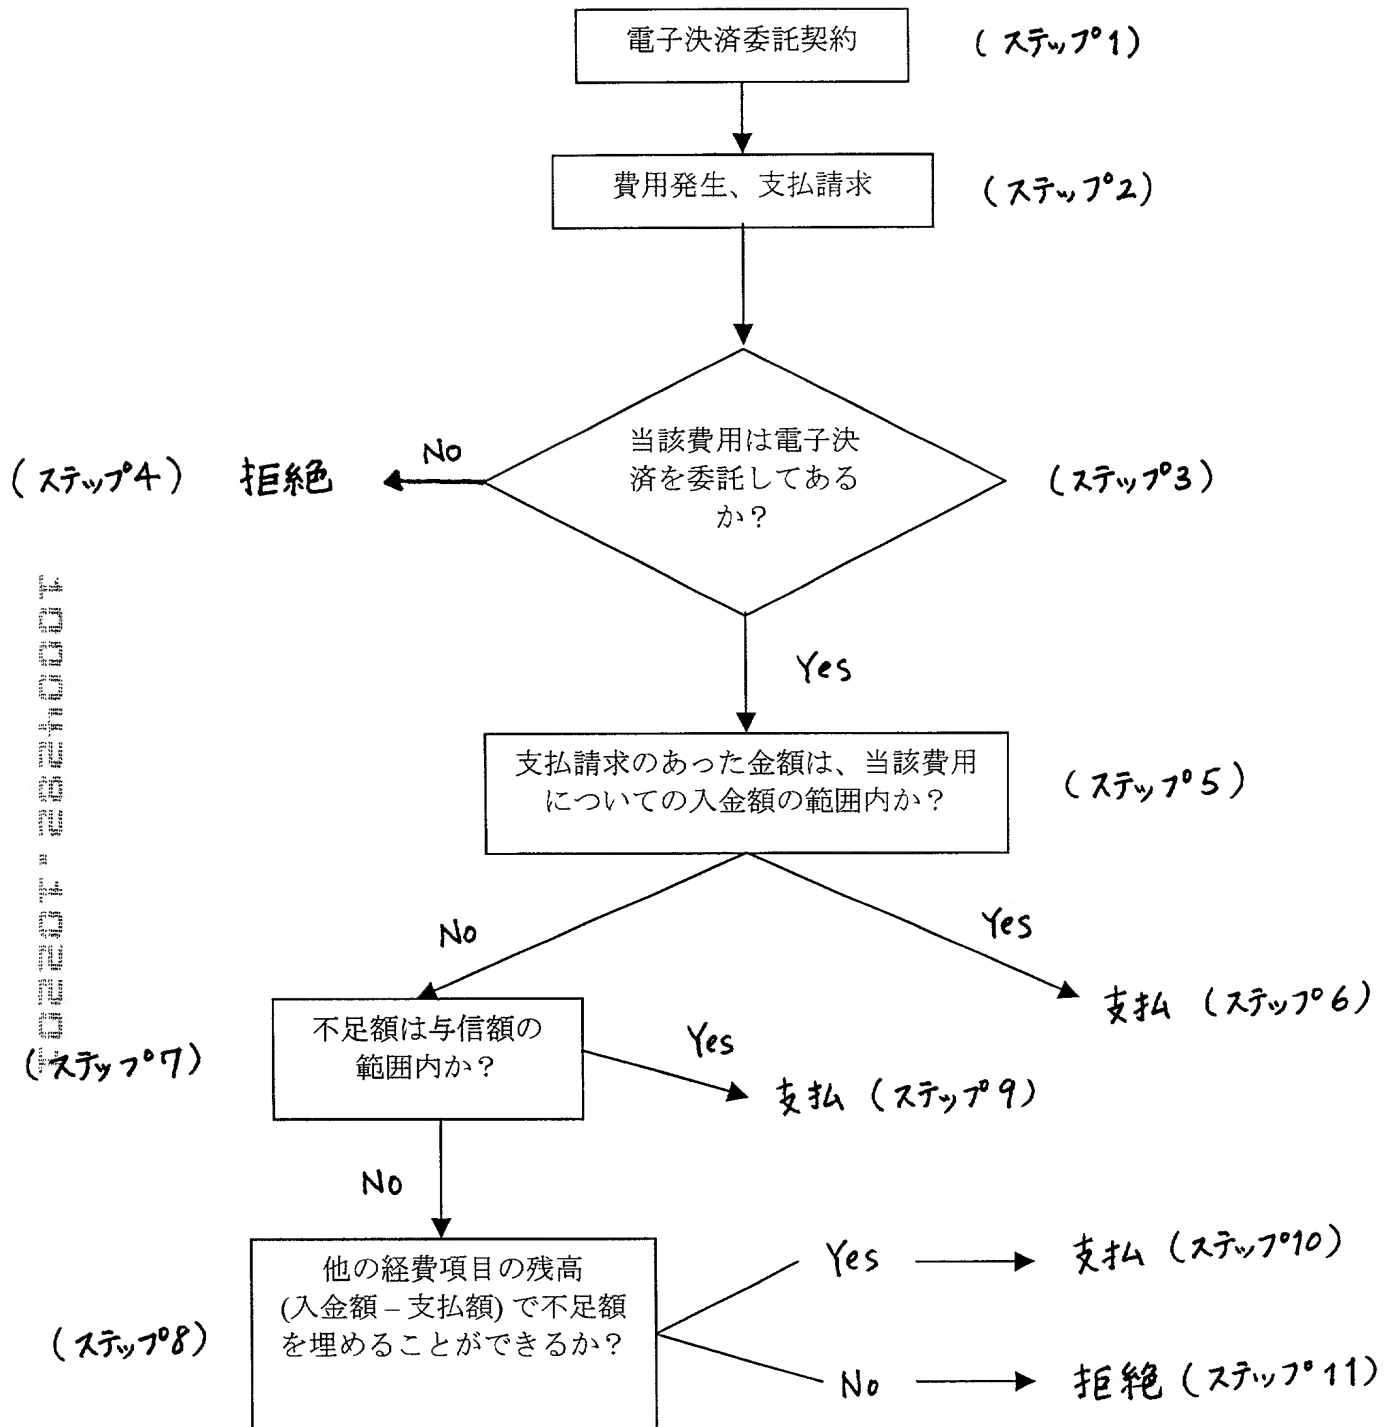 電子決済委託契約
(ステップ1)
費用発生、支払請求
(ステップ2)
当該費用は電子決
済を委託してある
か?
(ステップ3)
No
(ステップ4) 拒絶
Yes
支払請求のあった金額は、当該費用
についての入金額の範囲内か?
(ステップ5)
No
Yes
支払 (ステップ6)
不足額は与信額の
範囲内か?
(ステップ7)
Yes
支払 (ステップ9)
No
他の経費項目の残高
(入金額 – 支払額) で不足額
を埋めることができるか?
(ステップ8)
Yes
支払 (ステップ10)
No
拒絶 (ステップ11)